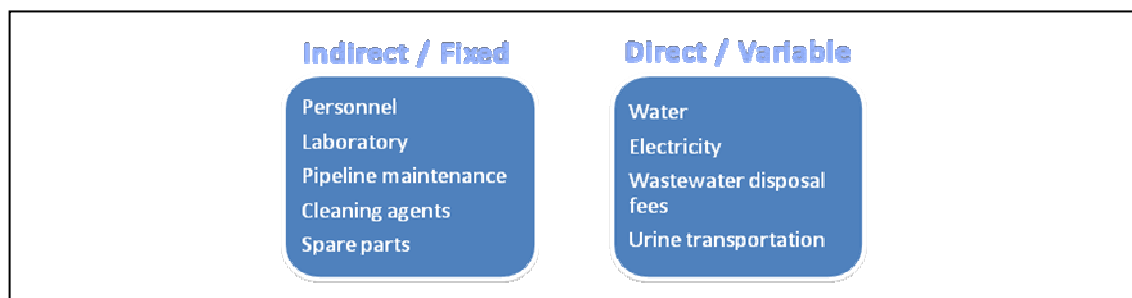 Indirect / Fixed
Personnel
Laboratory
Pipeline maintenance
Cleaning agents
Spare parts
Direct / Variable
Water
Electricity
Wastewater disposal
fees
Urine transportation